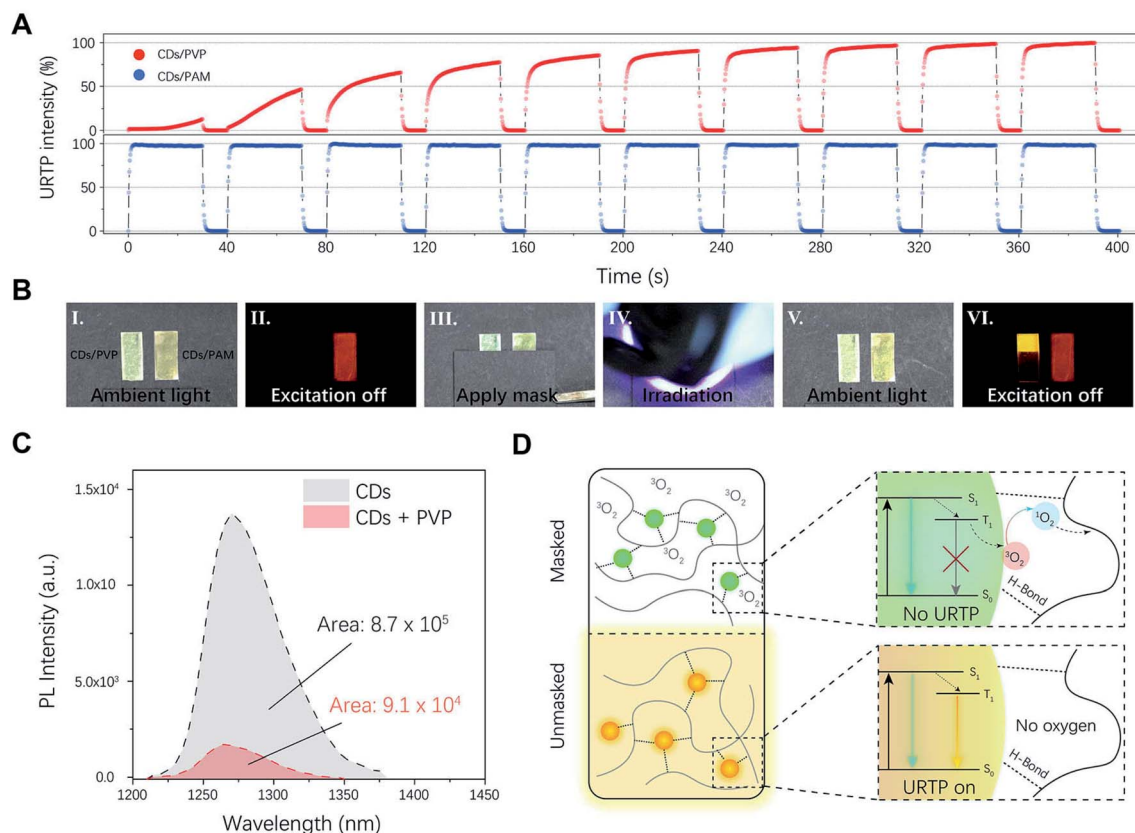 A
CDs/PVP
CDs/PAM
URTP intensity (%)
100
50
0
100
50
0
0
40
80
120
160
200
240
280
320
360
400
Time (s)
B
I.
CDs/PVP
CDs/PAM
Ambient light
II.
Excitation off
III.
Apply mask
IV.
Irradiation
V.
Ambient light
VI.
Excitation off
C
PL Intensity (a.u.)
1.5x10⁴
1.0x10⁴
5.0x10³
0.0
CDs
CDs + PVP
Area: 8.7 x 10⁵
Area: 9.1 x 10⁴
1200
1250
1300
1350
1400
1450
Wavelength (nm)
D
Masked
³O₂
³O₂
³O₂
³O₂
³O₂
³O₂
Unmasked
S₁
T₁
¹O₂
³O₂
S₀
H-Bond
No URTP
S₁
T₁
No oxygen
S₀
H-Bond
URTP on